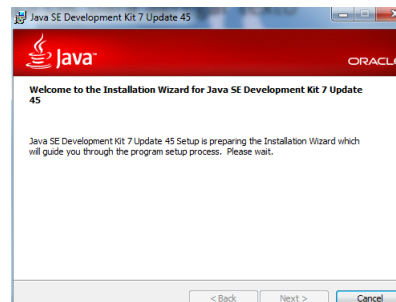 Java SE Development Kit 7 Update 45
Java™
ORACLE
Welcome to the Installation Wizard for Java SE Development Kit 7 Update
45
Java SE Development Kit 7 Update 45 Setup is preparing the Installation Wizard which
will guide you through the program setup process. Please wait.
< Back Next > Cancel